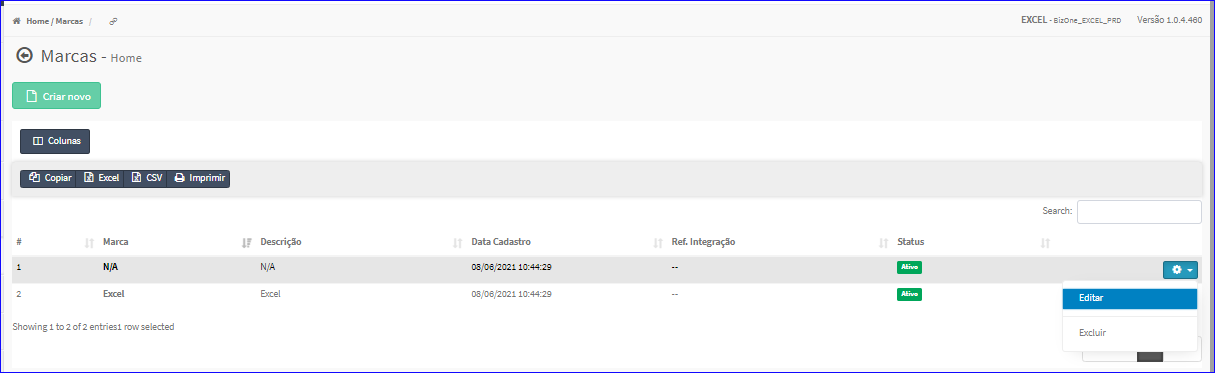 Home / Marcas /
EXCEL - BizOne_EXCEL_PRD Versão 1.0.4.460
Marcas - Home
Criar novo
Colunas
Copiar Excel CSV Imprimir
Search:
# Marca Descrição Data Cadastro Ref. Integração Status
1 N/A N/A 08/06/2021 10:44:29 -- Ativo
2 Excel Excel 08/06/2021 10:44:29 -- Ativo
Editar
Showing 1 to 2 of 2 entries1 row selected
Excluir